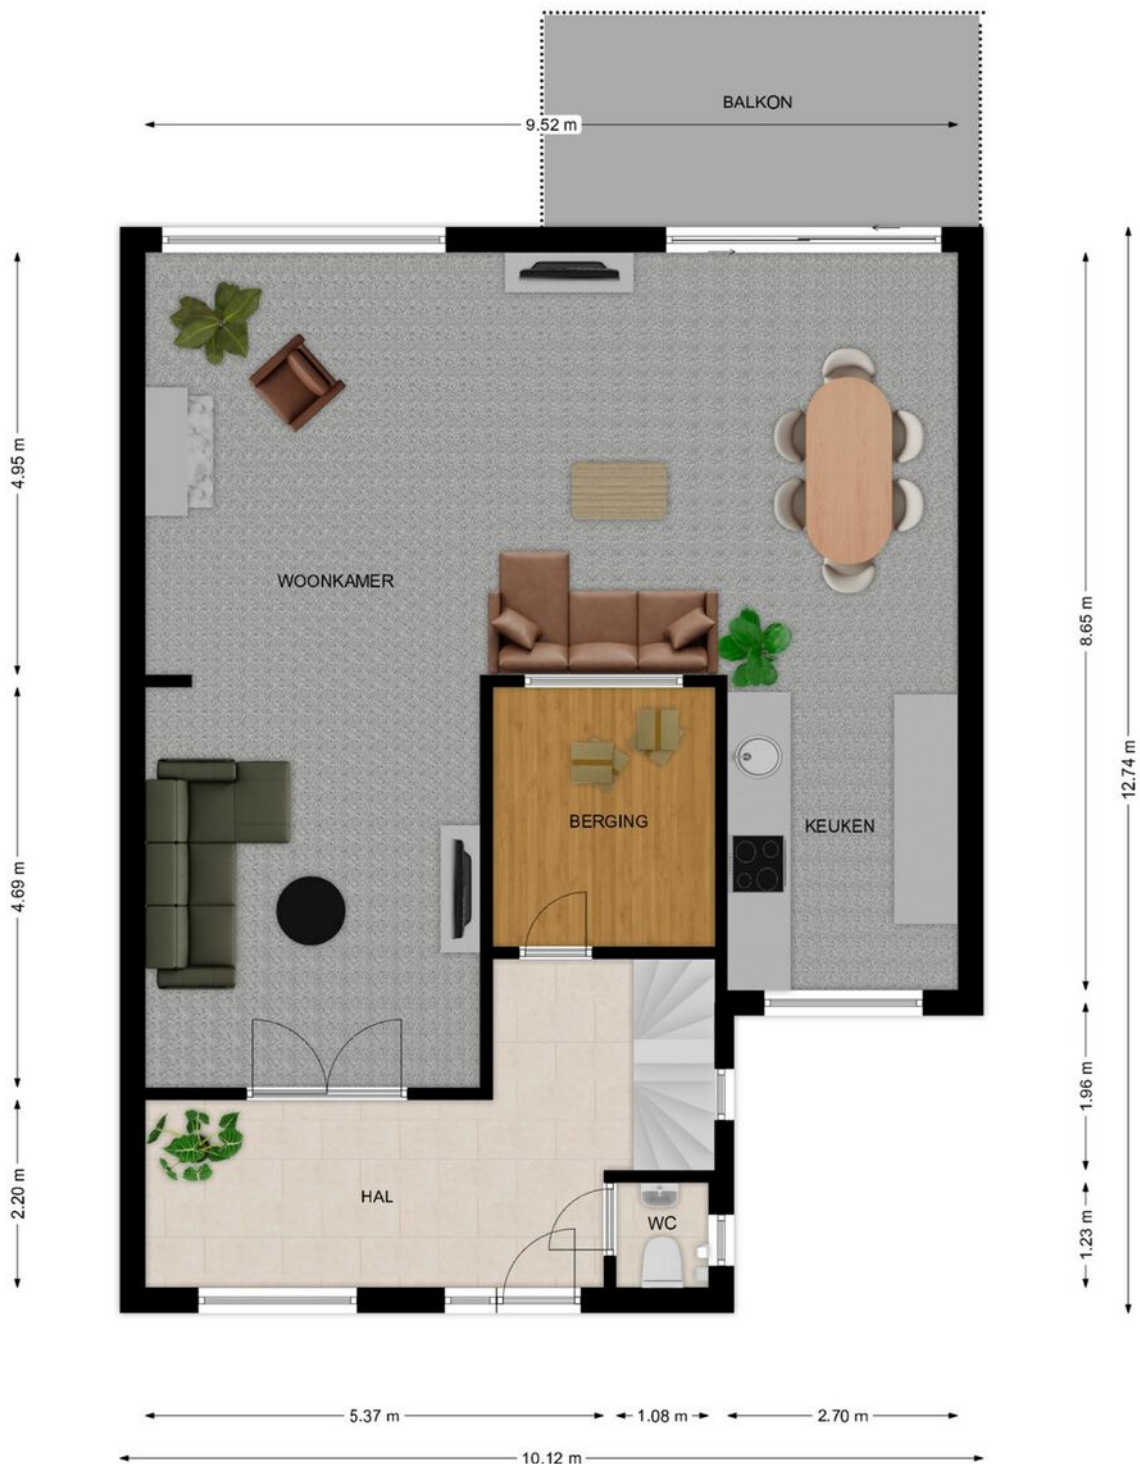 BALKON
9.52 m
4.95 m
WOONKAMER
8.65 m
12.74 m
BERGING
KEUKEN
4.69 m
1.96 m
2.20 m
HAL
WC
1.23 m
5.37 m
1.08 m
2.70 m
10.12 m